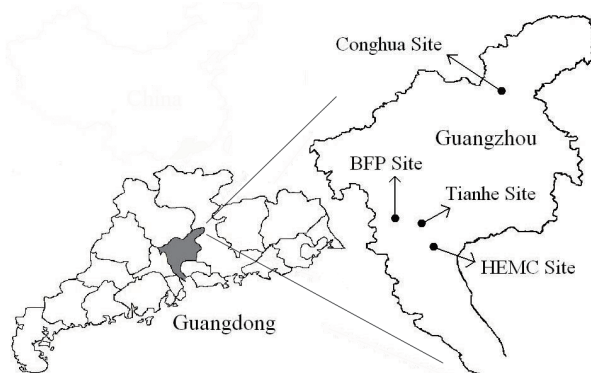 Conghua Site
China
Guangzhou
BFP Site
Tianhe Site
HEMC Site
Guangdong